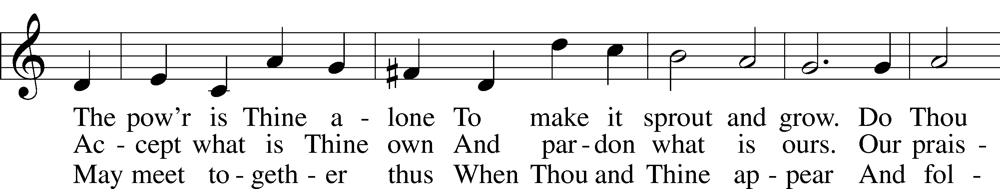 The pow’r is Thine a - lone To make it sprout and grow. Do Thou
Ac - cept what is Thine own And par - don what is ours. Our prais -
May meet to - geth - er thus When Thou and Thine ap - pear And fol -